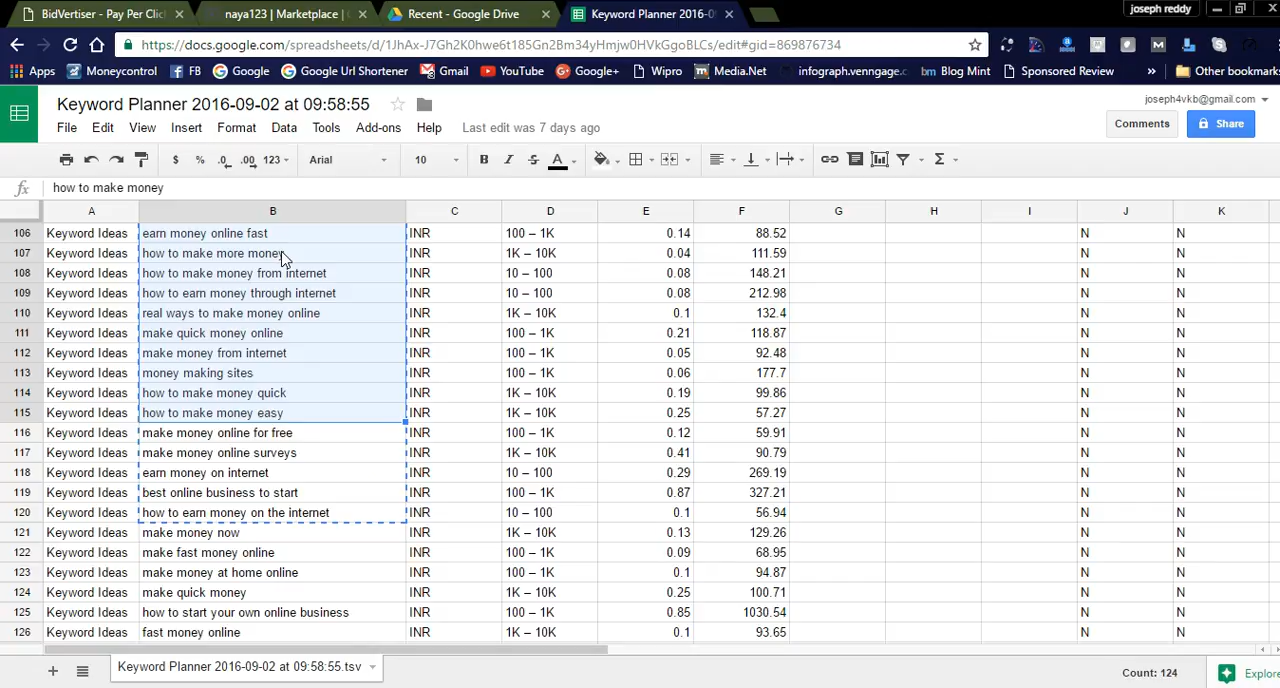 BidVertiser - Pay Per Clic naya123 | Marketplace | Recent - Google Drive Keyword Planner 2016-0 joseph reddy
https://docs.google.com/spreadsheets/d/1JhAx-J7Gh2K0hwe6t185Gn2Bm34yHmjw0HVkGgoBLCs/edit#gid=869876734
Apps Moneycontrol FB Google Google Url Shortener Gmail YouTube Google+ Wipro Media.Net infograph.venngage.c bm Blog Mint Sponsored Review » Other bookmarks
Keyword Planner 2016-09-02 at 09:58:55 joseph4vkb@gmail.com
File Edit View Insert Format Data Tools Add-ons Help Last edit was 7 days ago Comments Share
$ % .0 .00 123 Arial 10 B I S A Σ
fx how to make money
A B C D E F G H I J K
106 Keyword Ideas earn money online fast INR 100 – 1K 0.14 88.52 N N
107 Keyword Ideas how to make more money INR 1K – 10K 0.04 111.59 N N
108 Keyword Ideas how to make money from internet INR 10 – 100 0.08 148.21 N N
109 Keyword Ideas how to earn money through internet INR 10 – 100 0.08 212.98 N N
110 Keyword Ideas real ways to make money online INR 1K – 10K 0.1 132.4 N N
111 Keyword Ideas make quick money online INR 100 – 1K 0.21 118.87 N N
112 Keyword Ideas make money from internet INR 100 – 1K 0.05 92.48 N N
113 Keyword Ideas money making sites INR 100 – 1K 0.06 177.7 N N
114 Keyword Ideas how to make money quick INR 1K – 10K 0.19 99.86 N N
115 Keyword Ideas how to make money easy INR 1K – 10K 0.25 57.27 N N
116 Keyword Ideas make money online for free INR 100 – 1K 0.12 59.91 N N
117 Keyword Ideas make money online surveys INR 1K – 10K 0.41 90.79 N N
118 Keyword Ideas earn money on internet INR 10 – 100 0.29 269.19 N N
119 Keyword Ideas best online business to start INR 100 – 1K 0.87 327.21 N N
120 Keyword Ideas how to earn money on the internet INR 10 – 100 0.1 56.94 N N
121 Keyword Ideas make money now INR 1K – 10K 0.13 129.26 N N
122 Keyword Ideas make fast money online INR 100 – 1K 0.09 68.95 N N
123 Keyword Ideas make money at home online INR 100 – 1K 0.1 94.87 N N
124 Keyword Ideas make quick money INR 1K – 10K 0.25 100.71 N N
125 Keyword Ideas how to start your own online business INR 100 – 1K 0.85 1030.54 N N
126 Keyword Ideas fast money online INR 1K – 10K 0.1 93.65 N N
Keyword Planner 2016-09-02 at 09:58:55.tsv Count: 124 Explore